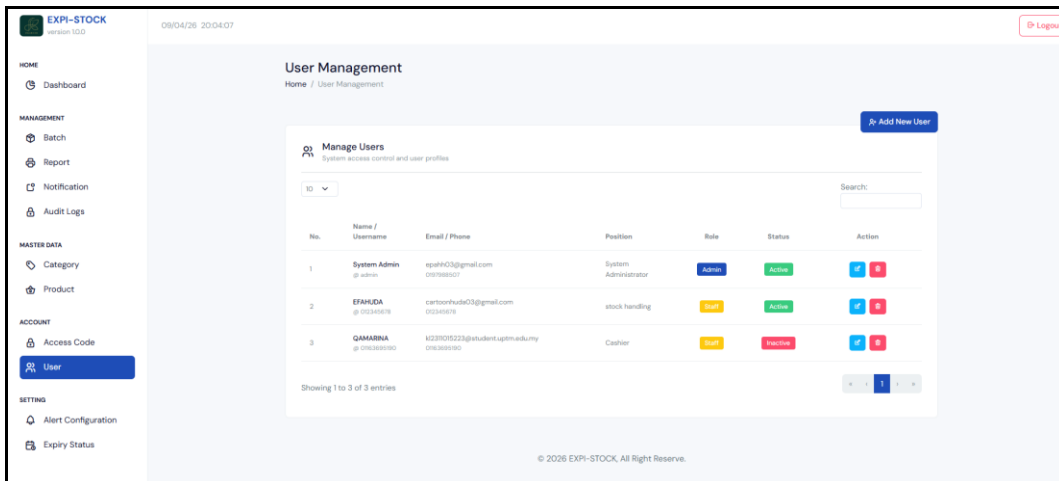 EXPI-STOCK
version 1.0.0
09/04/26 20:04:07
Logou
HOME
Dashboard
MANAGEMENT
Batch
Report
Notification
Audit Logs
MASTER DATA
Category
Product
ACCOUNT
Access Code
User
SETTING
Alert Configuration
Expiry Status
User Management
Home / User Management
Add New User
Manage Users
System access control and user profiles
10
Search:
No. Name / Username Email / Phone Position Role Status Action
1 System Admin epahh03@gmail.com System Administrator Admin Active
@ admin
2 EFAHUDA cartoonhuda03@gmail.com stock handling Staff Active
@ 012345678 012345678
3 QAMARINA Cashier Staff Inactive
Showing 1 to 3 of 3 entries
« ‹ 1 › »
© 2026 EXPI-STOCK, All Right Reserve.